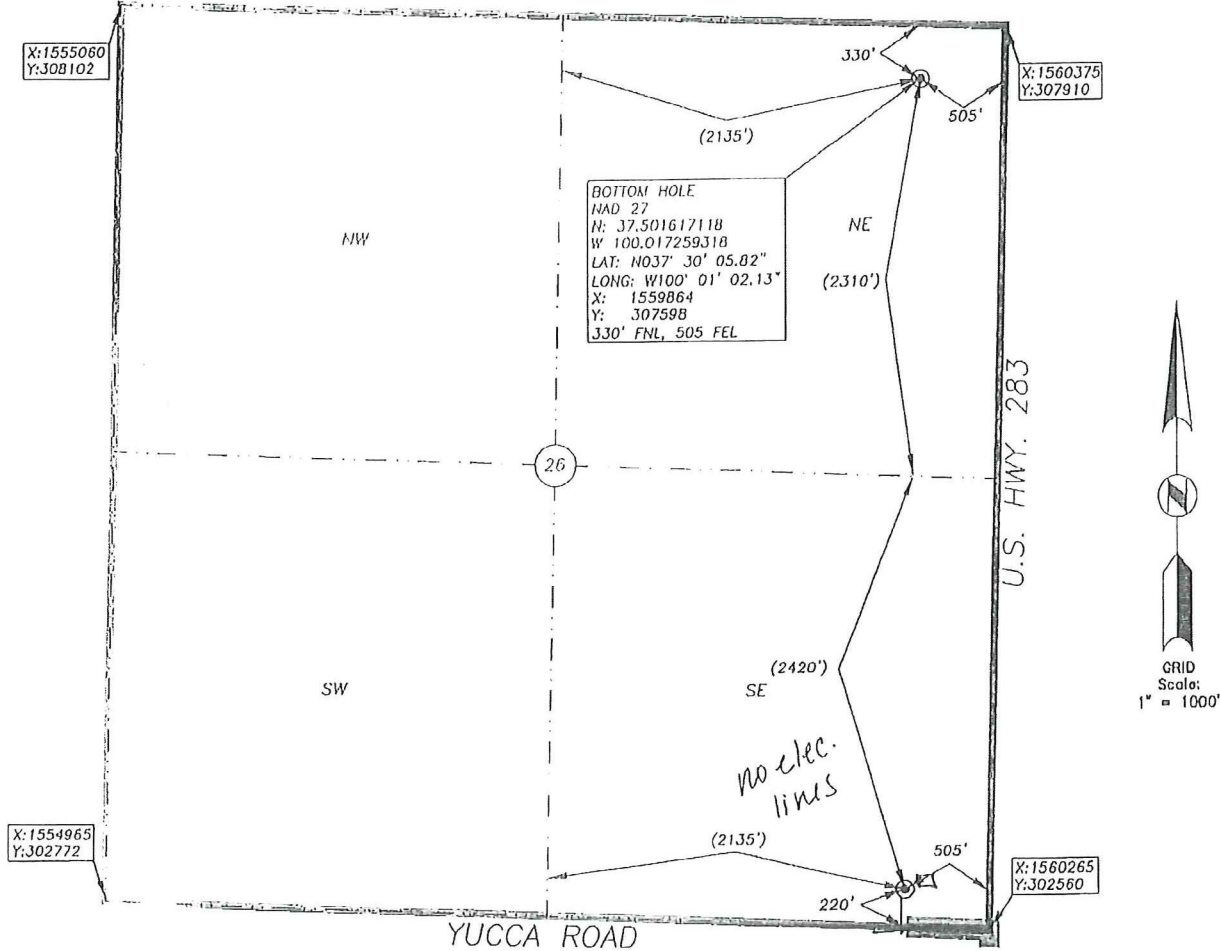 X:1555060
Y:308102
330'
X:1560375
Y:307910
505'
(2135')
BOTTOM HOLE
NAD 27
N: 37.501617118
W 100.017259318
LAT: N037° 30' 05.82"
LONG: W100° 01' 02.13"
X: 1559864
Y: 307598
330' FNL, 505 FEL
NW
NE
(2310')
U.S. HWY. 283
26
GRID
Scale:
1" = 1000'
(2420')
SW
SE
no elec.
lines
X:1554965
Y:302772
(2135')
505'
X:1560265
Y:302560
220'
YUCCA ROAD